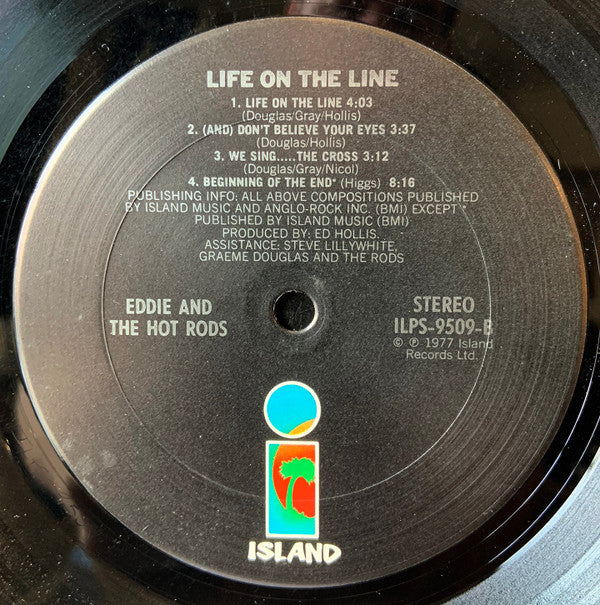 LIFE ON THE LINE
1. LIFE ON THE LINE 4:03
(Douglas/Gray/Hollis)
2. (AND) DON'T BELIEVE YOUR EYES 3:37
(Douglas/Hollis)
3. WE SING.....THE CROSS 3:12
(Douglas/Gray/Nicol)
4. BEGINNING OF THE END* (Higgs) 8:16
PUBLISHING INFO: ALL ABOVE COMPOSITIONS PUBLISHED
BY ISLAND MUSIC AND ANGLO-ROCK INC. (BMI) EXCEPT *
PUBLISHED BY ISLAND MUSIC (BMI)
PRODUCED BY: ED HOLLIS.
ASSISTANCE: STEVE LILLYWHITE,
GRAEME DOUGLAS AND THE RODS
EDDIE AND
THE HOT RODS
STEREO
ILPS-9509-B
© ℗ 1977 Island
Records Ltd.
ISLAND